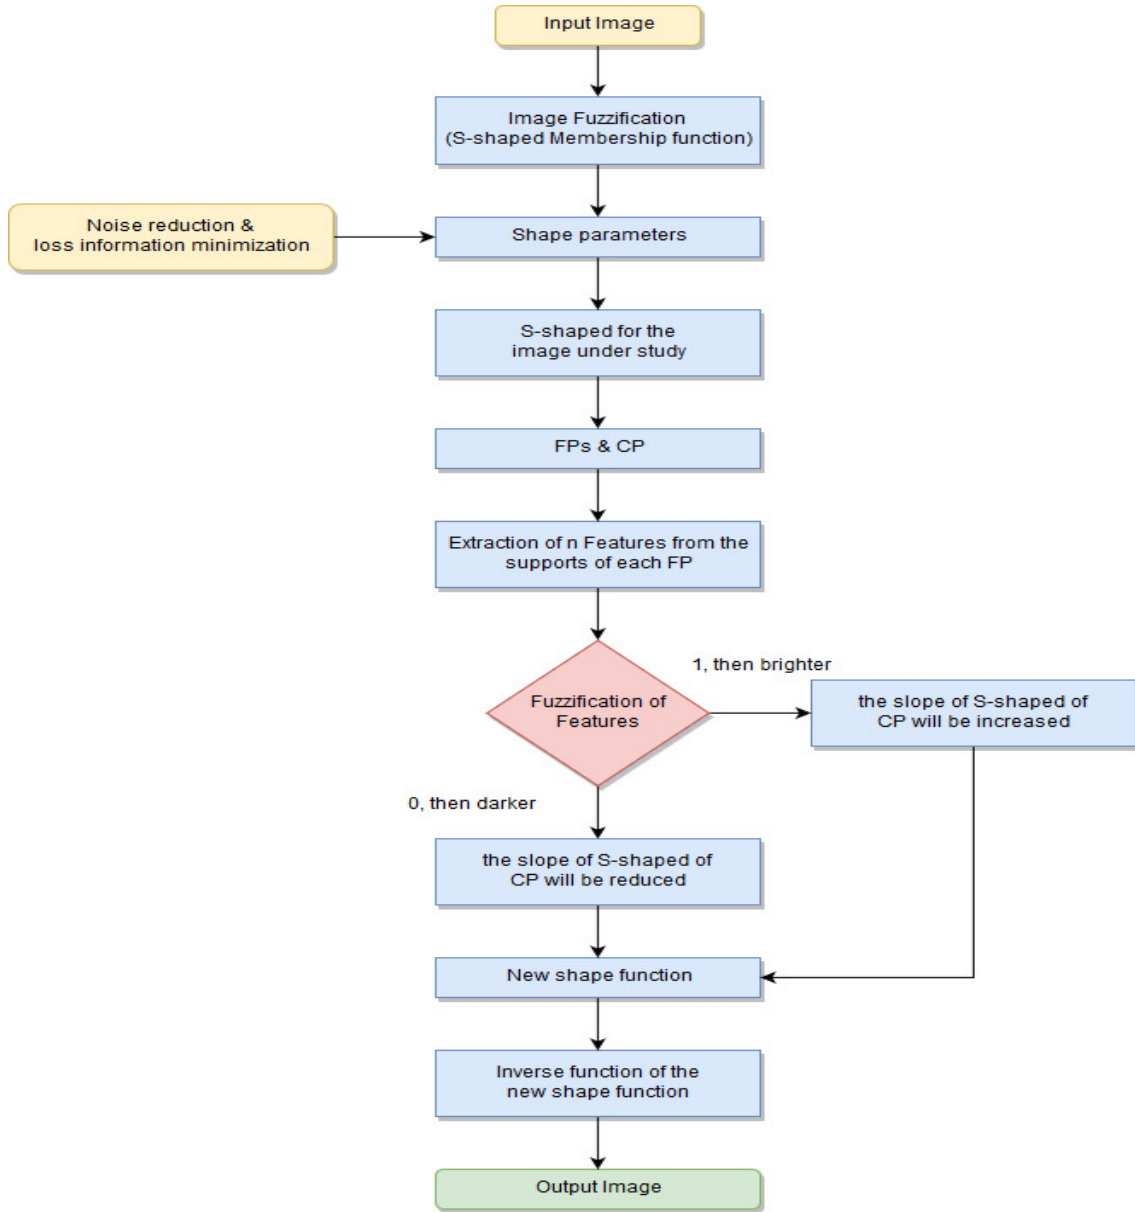 Input Image
Image Fuzzification
(S-shaped Membership function)
Noise reduction &
loss information minimization
Shape parameters
S-shaped for the
image under study
FPs & CP
Extraction of n Features from the
supports of each FP
Fuzzification of
Features
1, then brighter
the slope of S-shaped of
CP will be increased
0, then darker
the slope of S-shaped of
CP will be reduced
New shape function
Inverse function of the
new shape function
Output Image